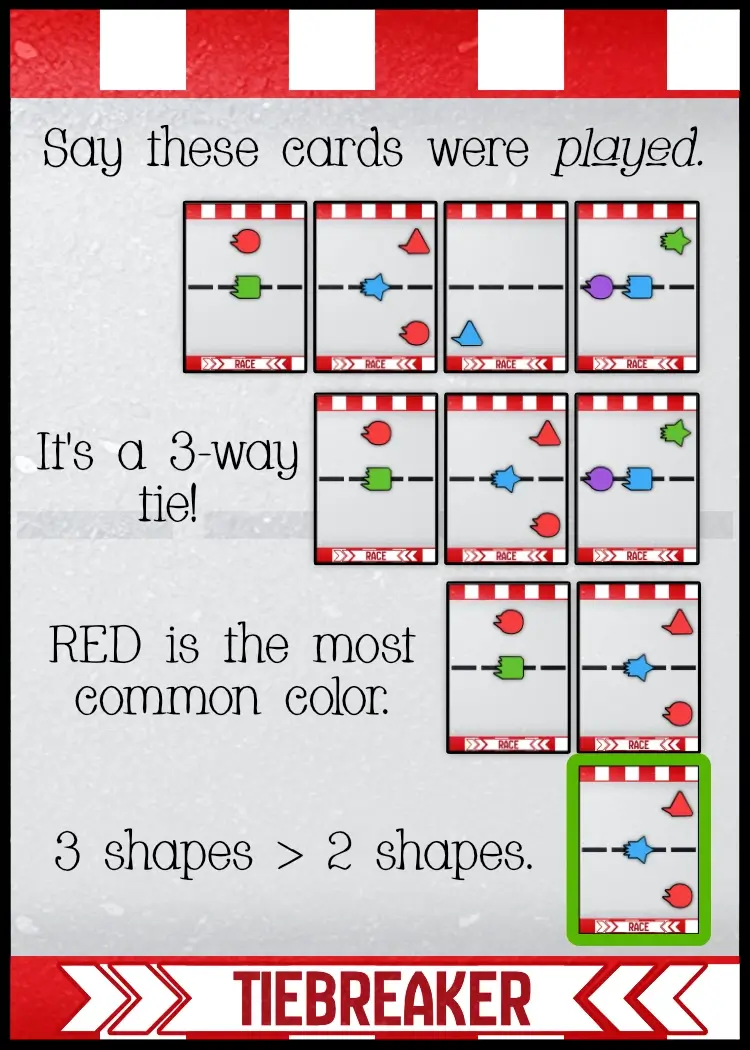 Say these cards were played.
RACE RACE RACE RACE
It's a 3-way
tie!
RACE RACE RACE
RED is the most
common color.
RACE RACE
3 shapes > 2 shapes.
RACE
TIEBREAKER